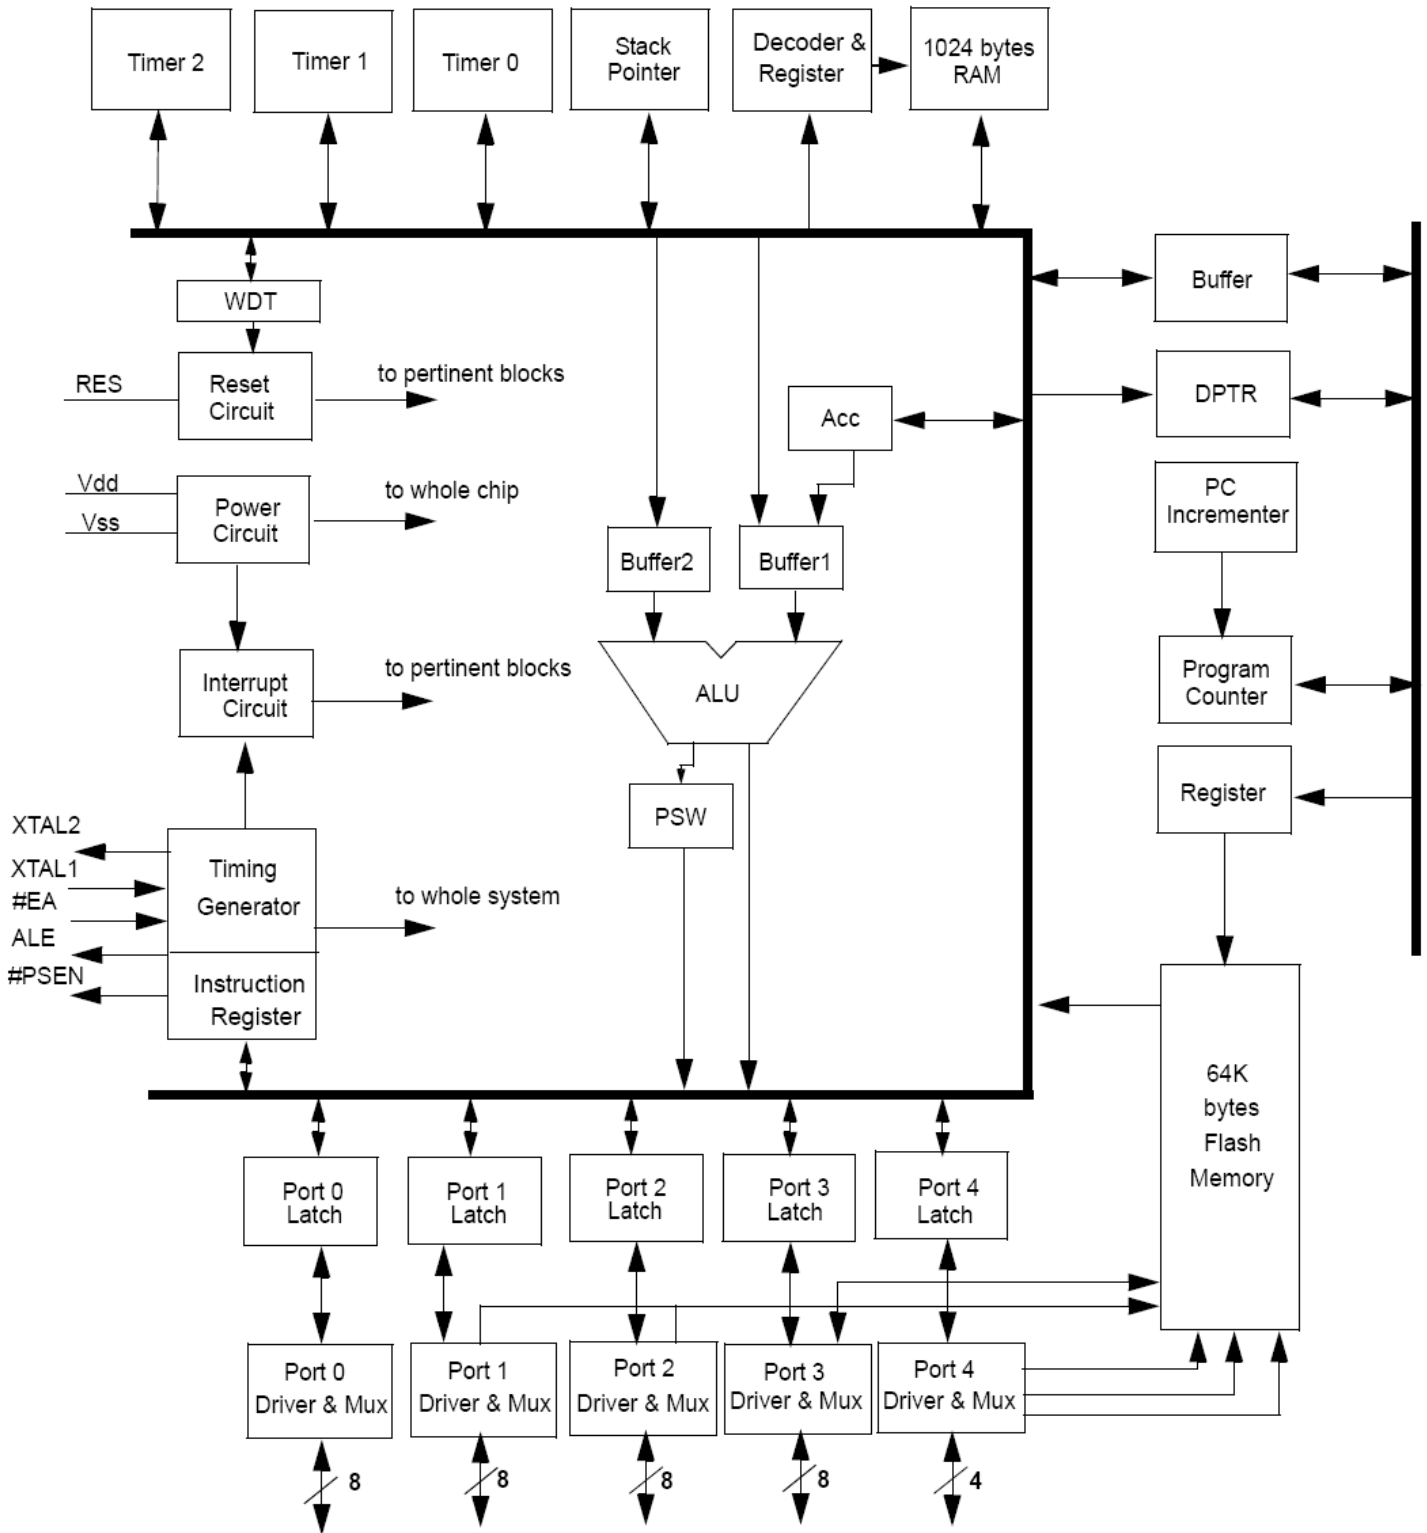 Timer 2
Timer 1
Timer 0
Stack
Pointer
Decoder &
Register
1024 bytes
RAM
WDT
RES
Reset
Circuit
to pertinent blocks
Vdd
Vss
Power
Circuit
to whole chip
Interrupt
Circuit
to pertinent blocks
XTAL2
XTAL1
#EA
ALE
#PSEN
Timing
Generator
Instruction
Register
to whole system
Acc
Buffer2
Buffer1
ALU
PSW
Buffer
DPTR
PC
Incrementer
Program
Counter
Register
64K
bytes
Flash
Memory
Port 0
Latch
Port 1
Latch
Port 2
Latch
Port 3
Latch
Port 4
Latch
Port 0
Driver & Mux
Port 1
Driver & Mux
Port 2
Driver & Mux
Port 3
Driver & Mux
Port 4
Driver & Mux
8
8
8
8
4